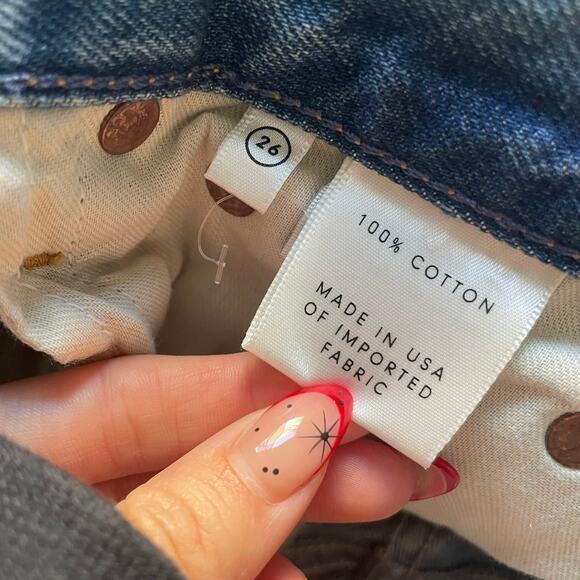 26
100% COTTON
MADE IN USA
OF IMPORTED
FABRIC